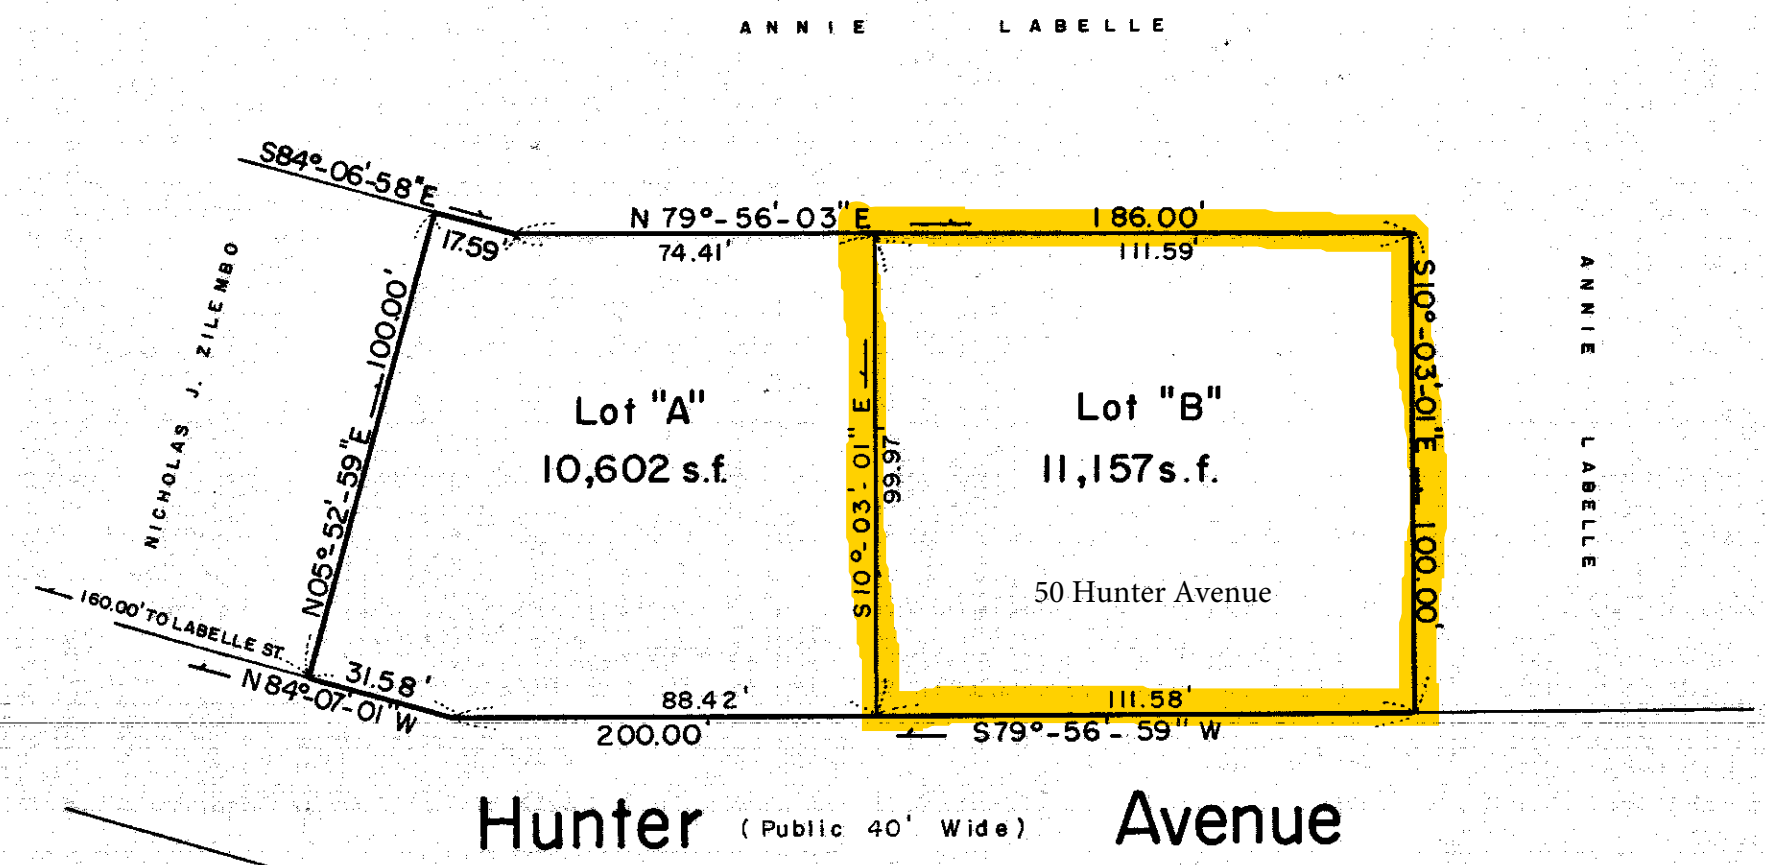 ANNIE LABELLE
S84°-06'-58"E
17.59'
N 79°-56'-03"E
186.00'
74.41'
111.59'
NICHOLAS J. ZILEMBO
N05°-52'-59"E 100.00'
Lot "A"
10,602 s.f.
S10°-03'-01" E
99.97'
Lot "B"
11,157 s.f.
50 Hunter Avenue
S10°-03'-01"E 100.00'
ANNIE LABELLE
160.00' TO LABELLE ST.
N84°-07'-01"W
31.58'
88.42'
200.00'
111.58'
S79°-56'-59" W
Hunter (Public 40' Wide) Avenue